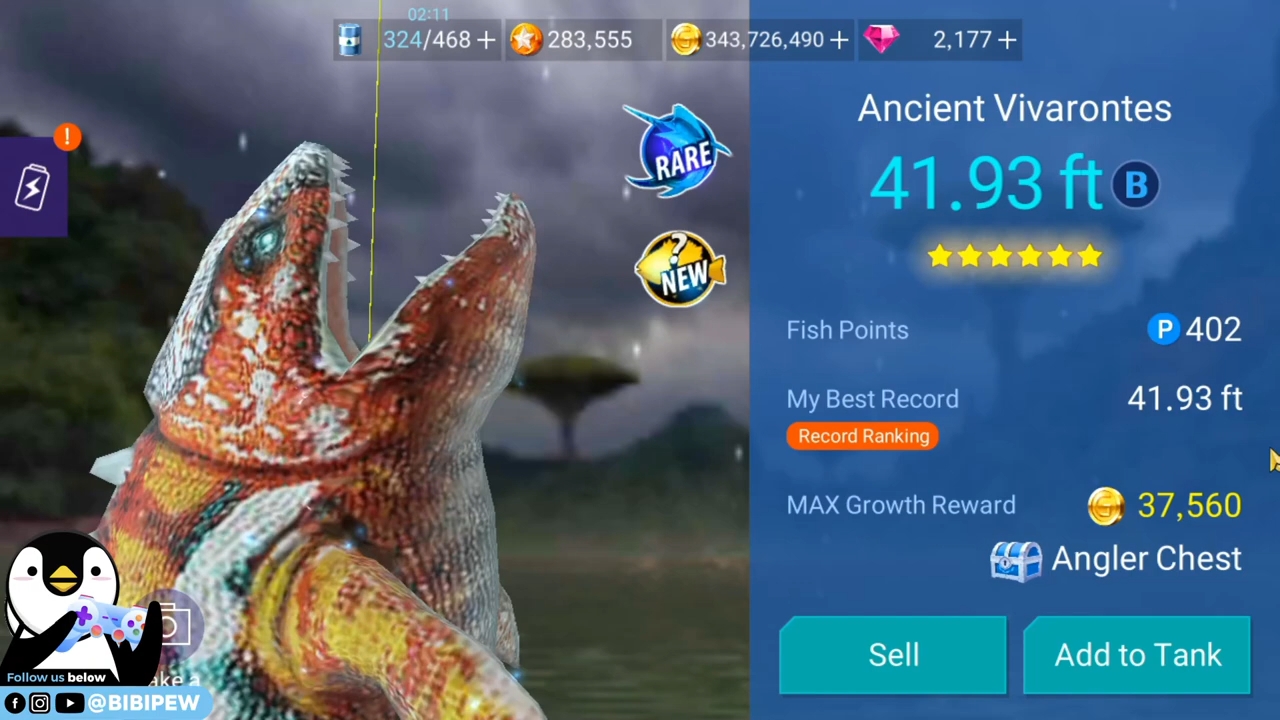 02:11
324/468 +
283,555
G 343,726,490 +
2,177 +
!
RARE
?
NEW
Ancient Vivarontes
41.93 ft B
Fish Points
P 402
My Best Record
41.93 ft
Record Ranking
MAX Growth Reward
G 37,560
Angler Chest
Sell
Add to Tank
ake a
Follow us below
@BIBIPEW